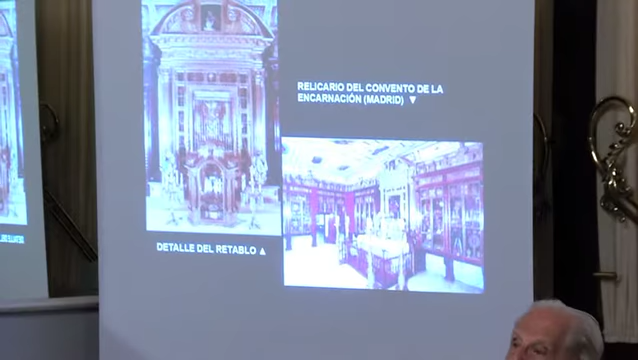 RELICARIO DEL CONVENTO DE LA
ENCARNACIÓN (MADRID) ▼
DETALLE DEL RETABLO ▲